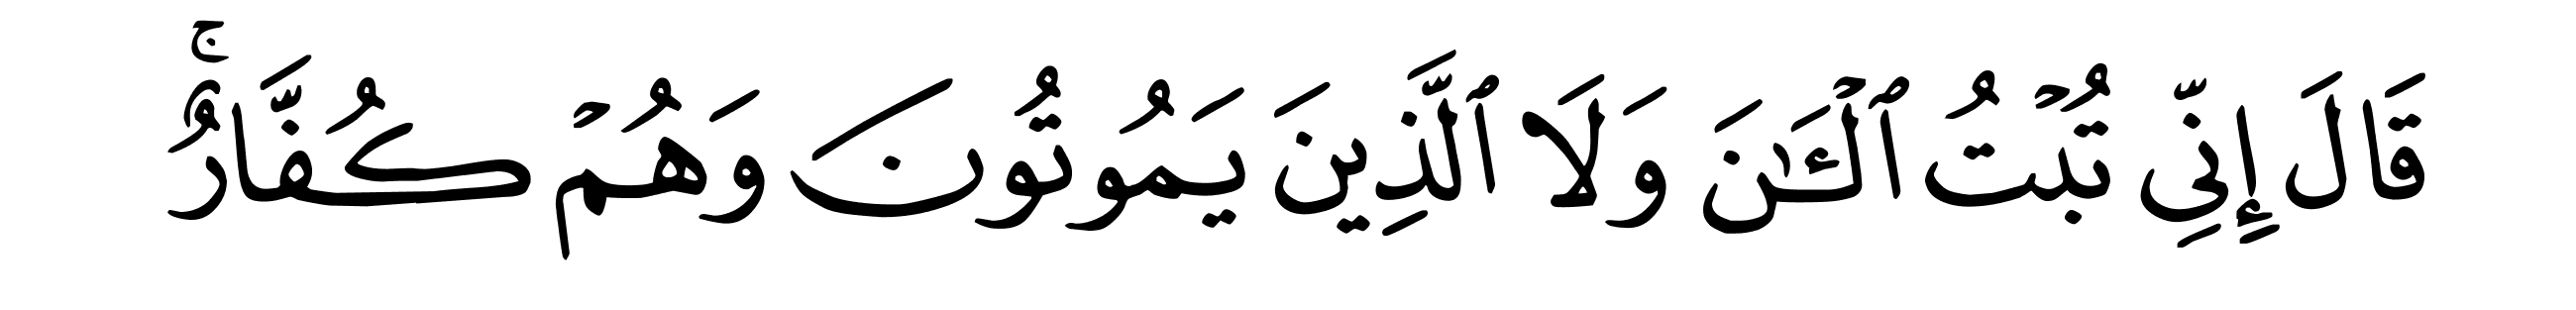 قَالَ إِنِّي تُبْتُ ٱلْـَٰٔنَ وَلَا ٱلَّذِينَ يَمُوتُونَ وَهُمْ كُفَّارٌۚ